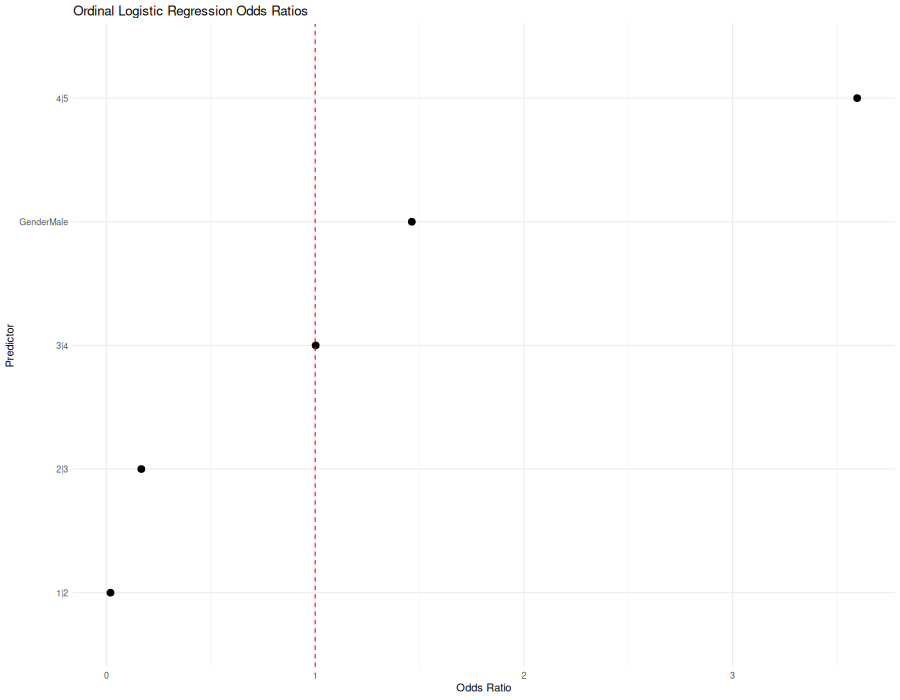 Ordinal Logistic Regression Odds Ratios
4|5
GenderMale
3|4
2|3
1|2
Predictor
0 1 2 3
Odds Ratio